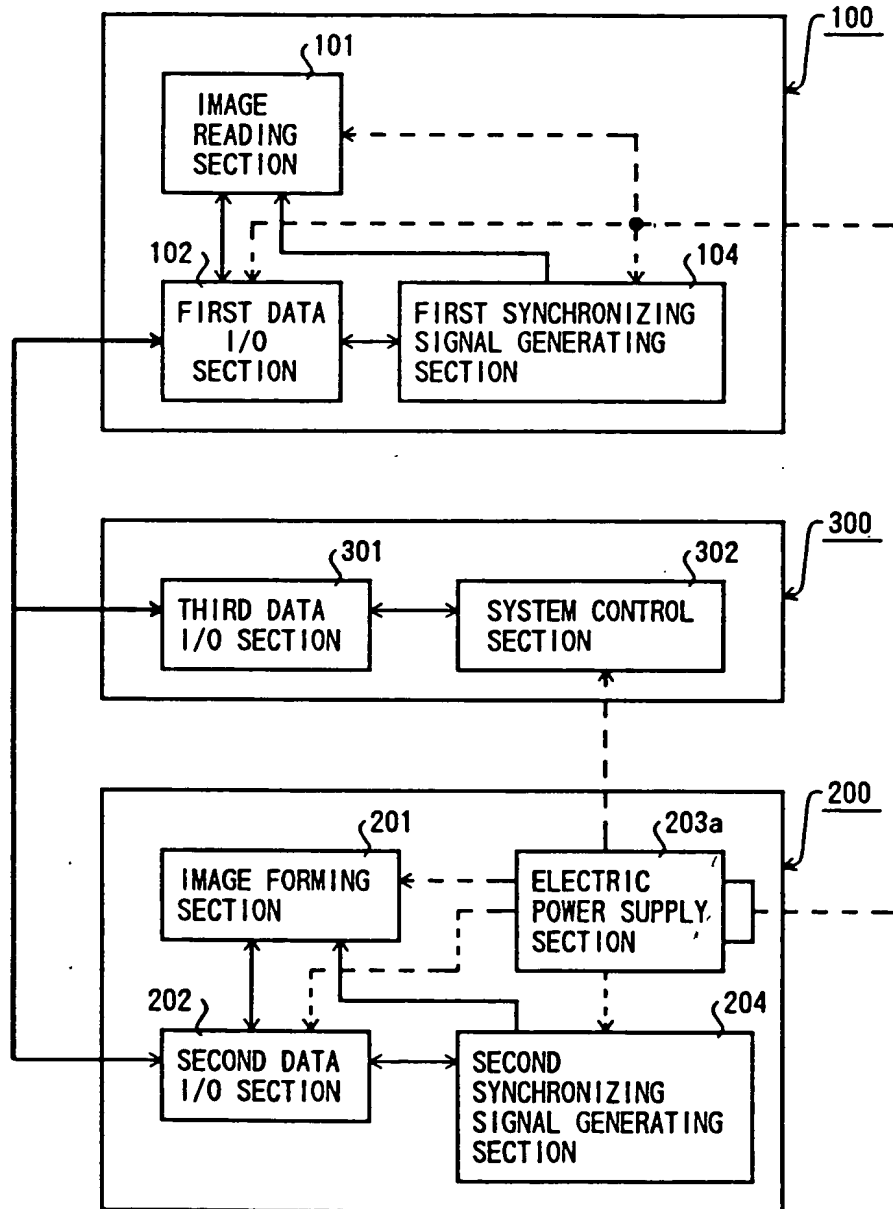 100
101
IMAGE
READING
SECTION
102
104
FIRST DATA
I/O
SECTION
FIRST SYNCHRONIZING
SIGNAL GENERATING
SECTION
300
301
302
THIRD DATA
I/O SECTION
SYSTEM CONTROL
SECTION
200
201
203a
IMAGE FORMING
SECTION
ELECTRIC
POWER SUPPLY
SECTION
202
204
SECOND DATA
I/O SECTION
SECOND
SYNCHRONIZING
SIGNAL GENERATING
SECTION